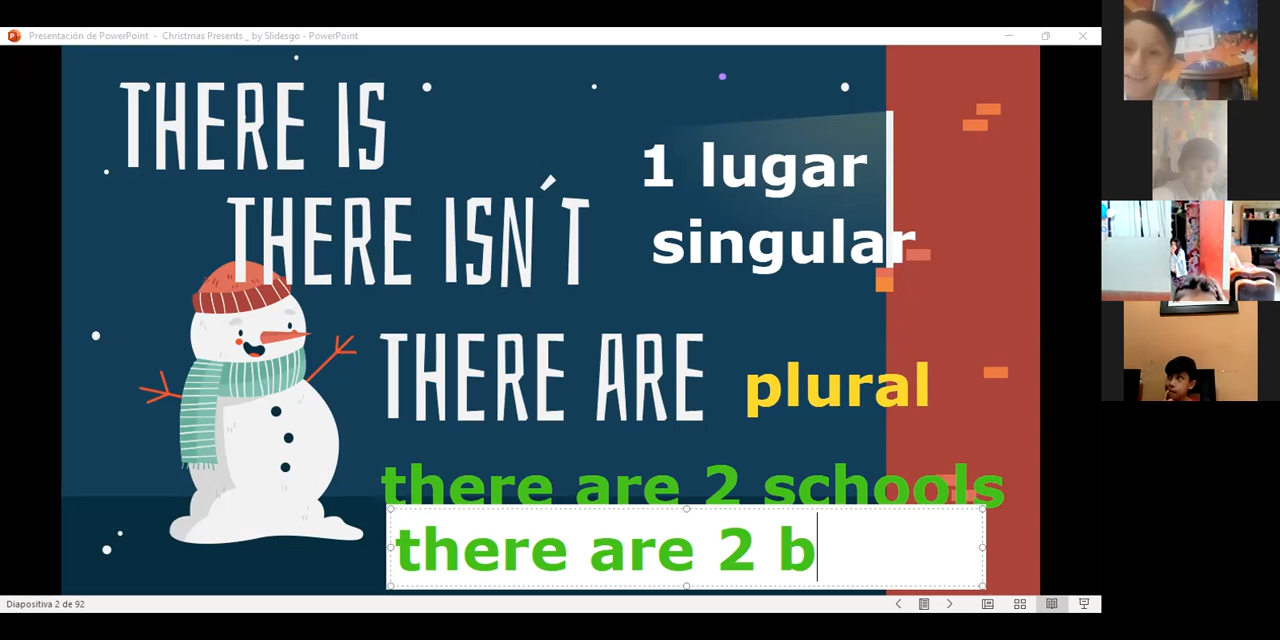 Presentación de PowerPoint - Christmas Presents _ by Slidesgo - PowerPoint
THERE IS
1 lugar
THERE ISN´T
singular
THERE ARE
plural
there are 2 schools
there are 2 b
Diapositiva 2 de 92